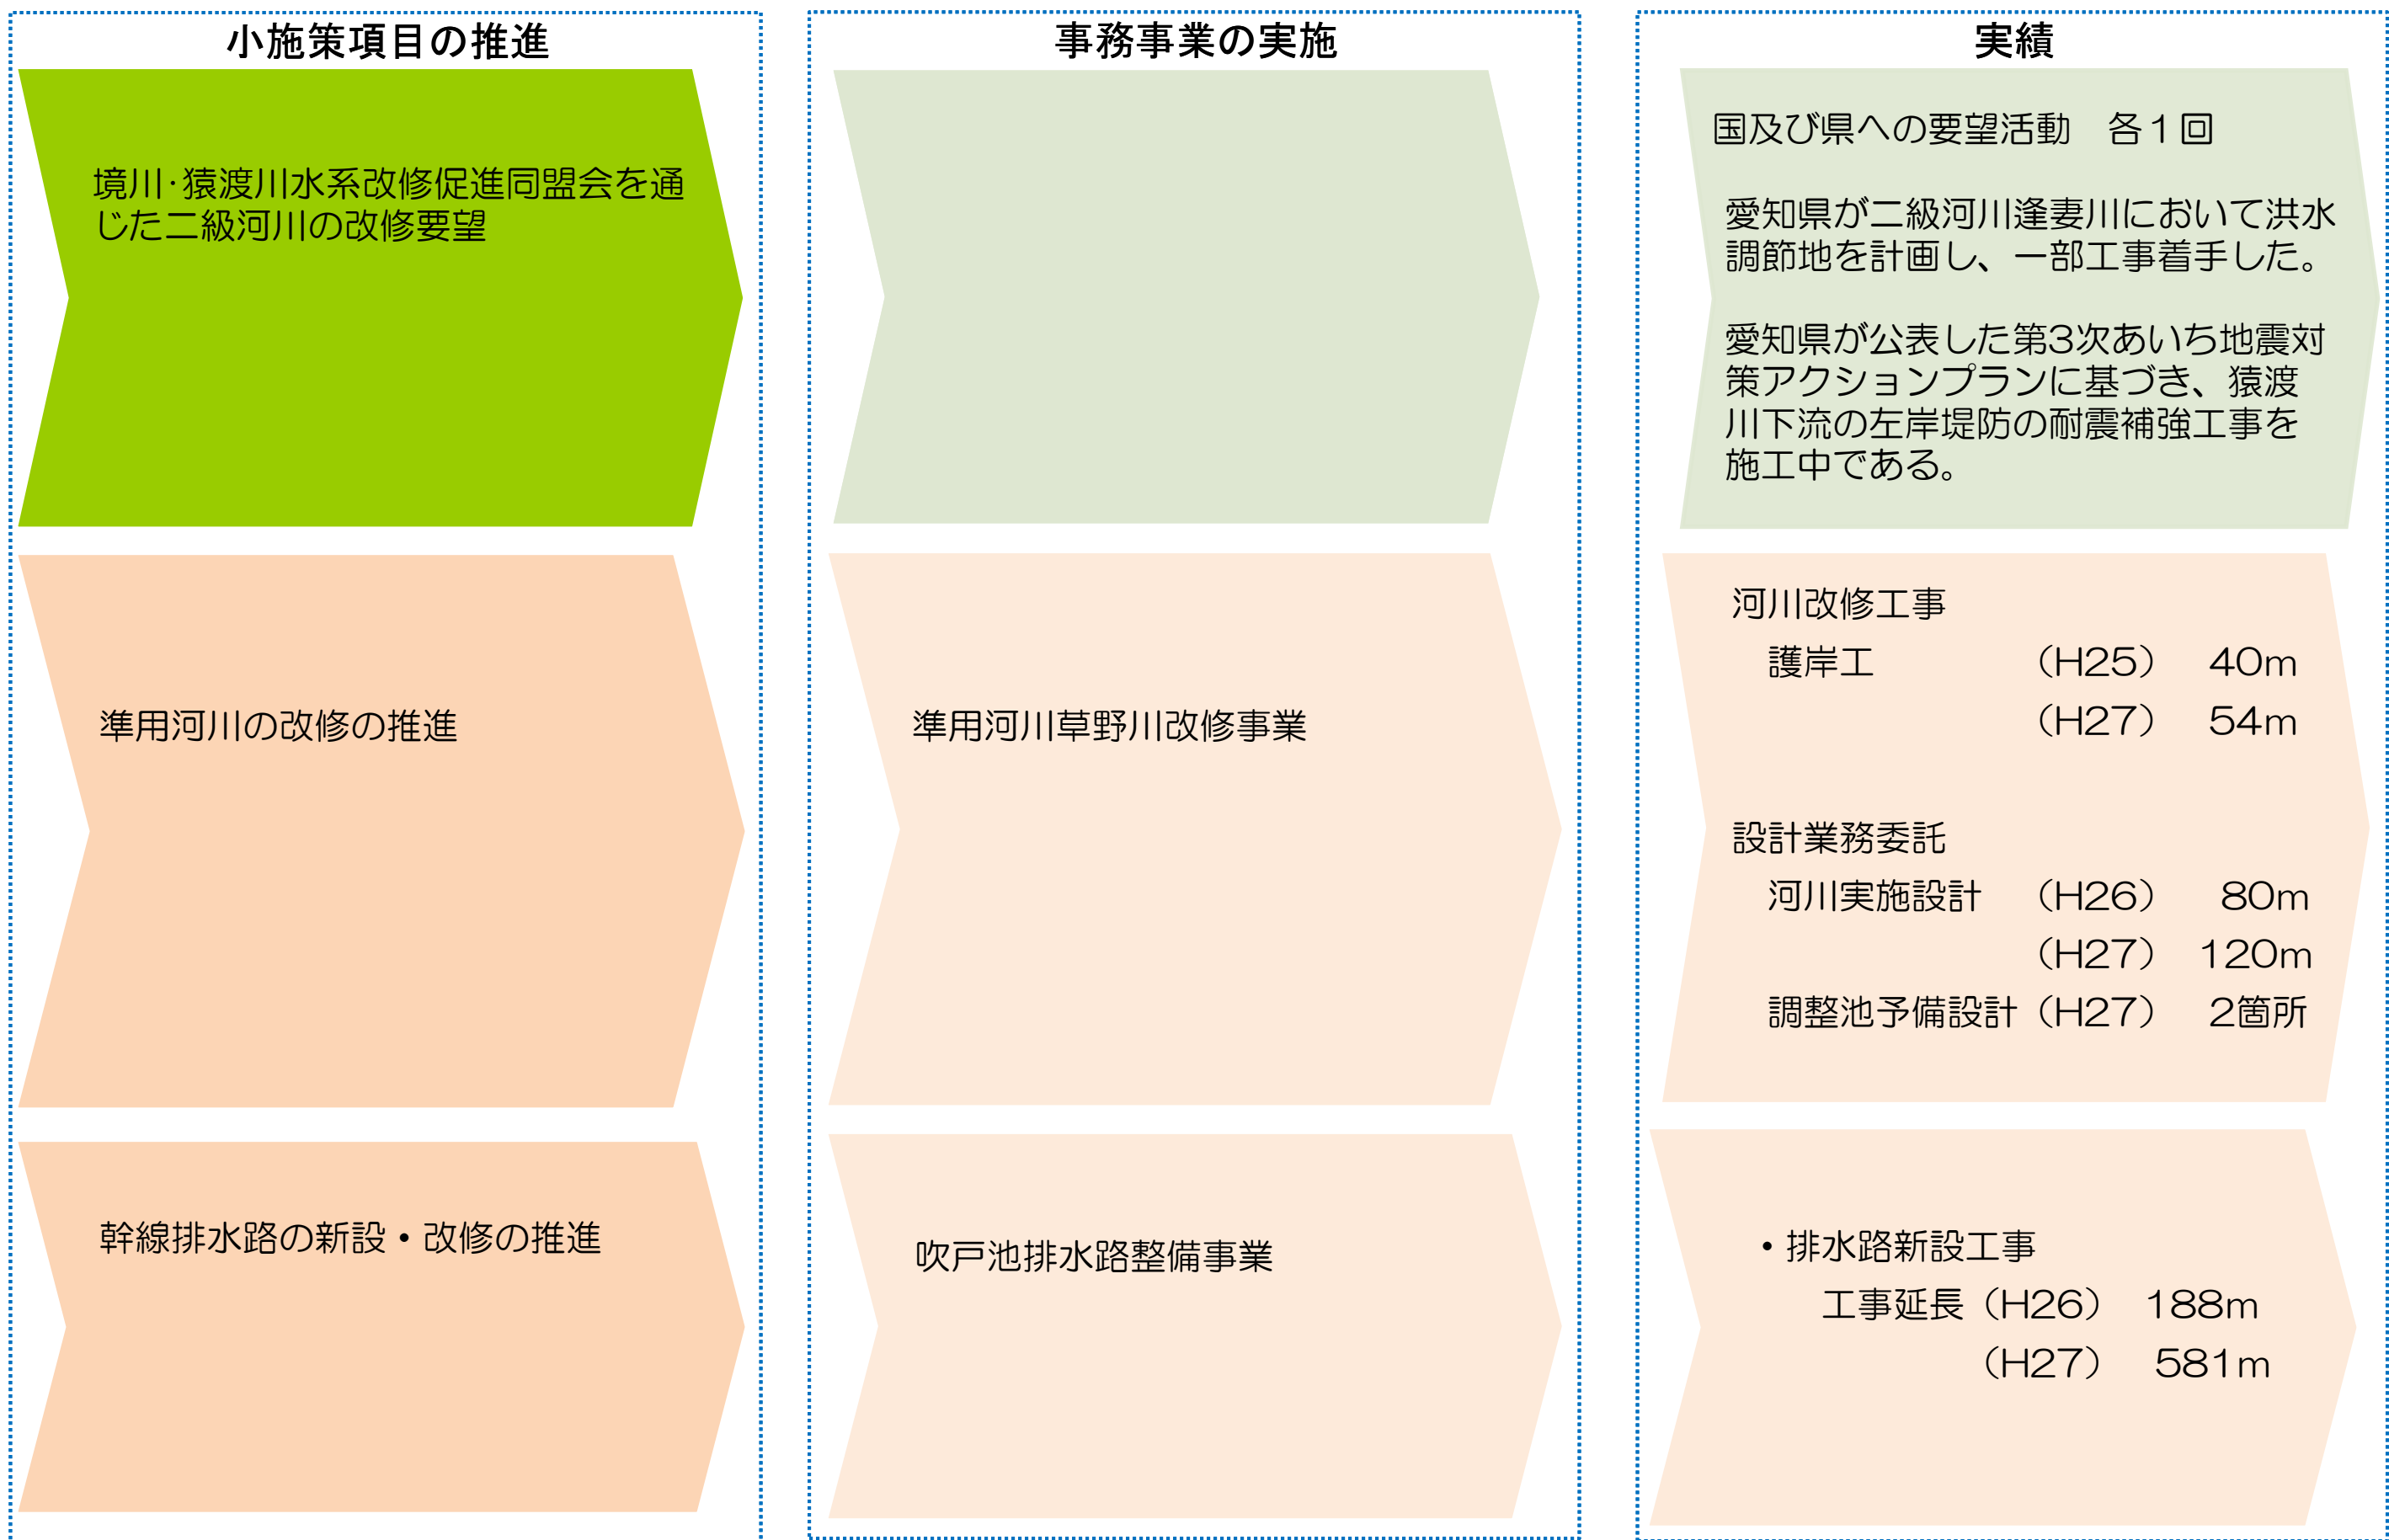 小施策項目の推進
境川･猿渡川水系改修促進同盟会を通
じた二級河川の改修要望
準用河川の改修の推進
幹線排水路の新設・改修の推進
事務事業の実施
準用河川草野川改修事業
吹戸池排水路整備事業
実績
国及び県への要望活動　各１回
愛知県が二級河川逢妻川において洪水
調節地を計画し、一部工事着手した。
愛知県が公表した第3次あいち地震対
策アクションプランに基づき、猿渡
川下流の左岸堤防の耐震補強工事を
施工中である。
河川改修工事
護岸工　（H25）　40m
（H27）　54m
設計業務委託
河川実施設計　（H26）　80m
（H27）　120m
調整池予備設計（H27）　2箇所
・排水路新設工事
工事延長（H26）　188m
（H27）　581m